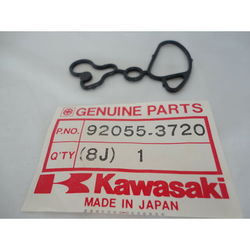 GENUINE PARTS
P.NO. 92055-3720
Q'TY (8J) 1
Kawasaki
MADE IN JAPAN